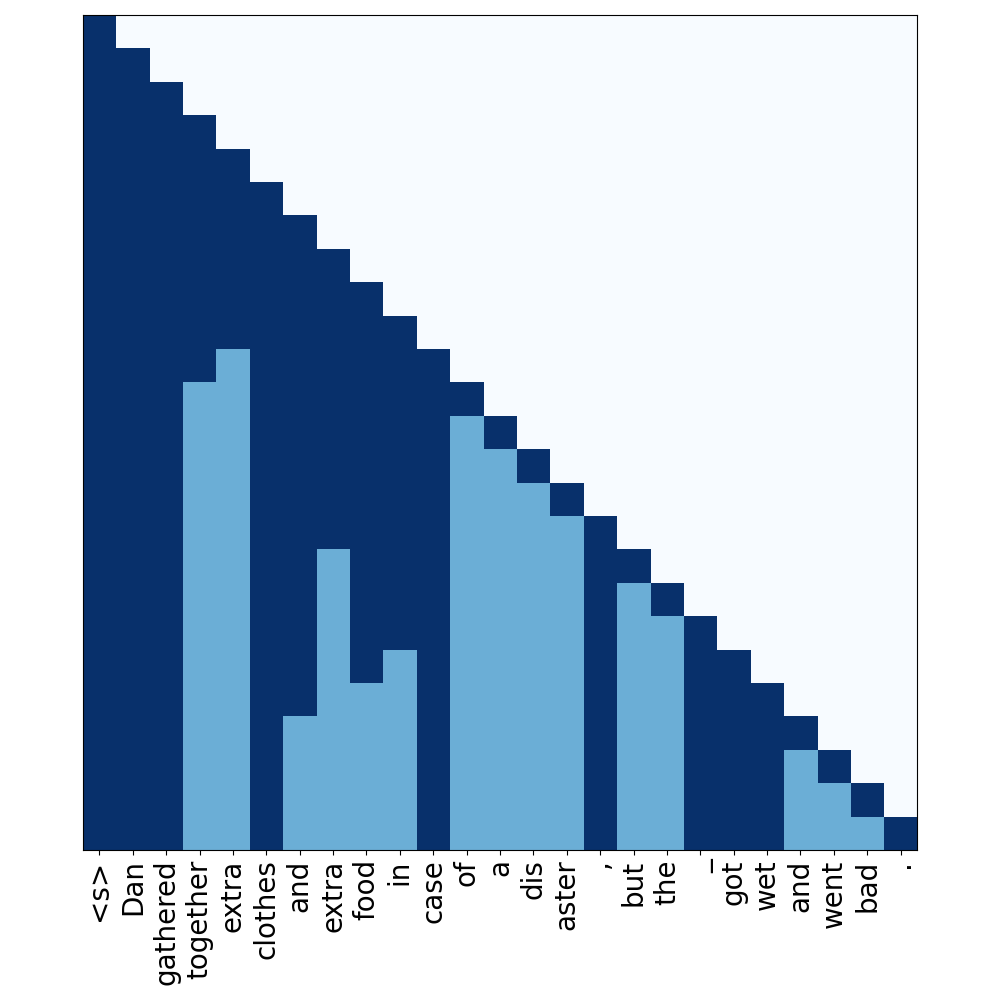 <s> Dan gathered together extra clothes and extra food in case of a dis aster , but the _ got wet and went bad .